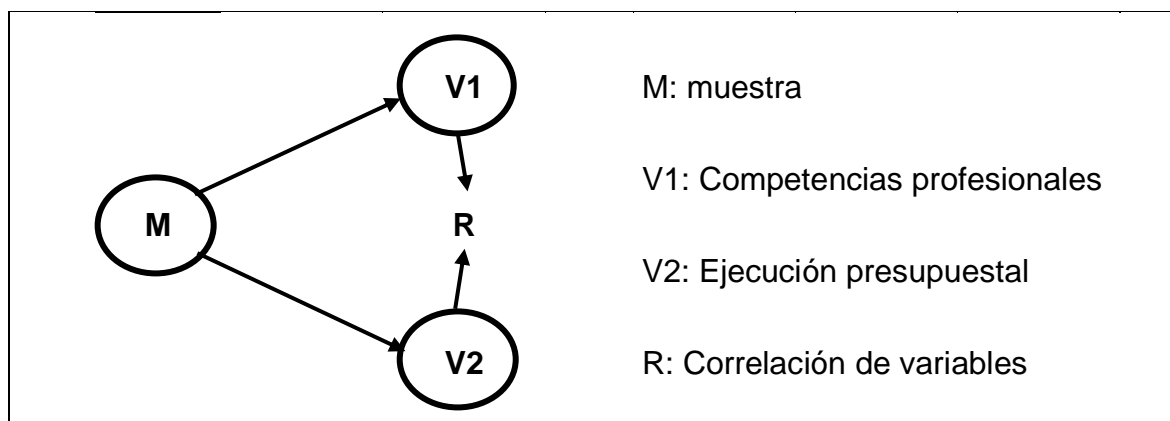 V1
M
R
V2
M: muestra
V1: Competencias profesionales
V2: Ejecución presupuestal
R: Correlación de variables